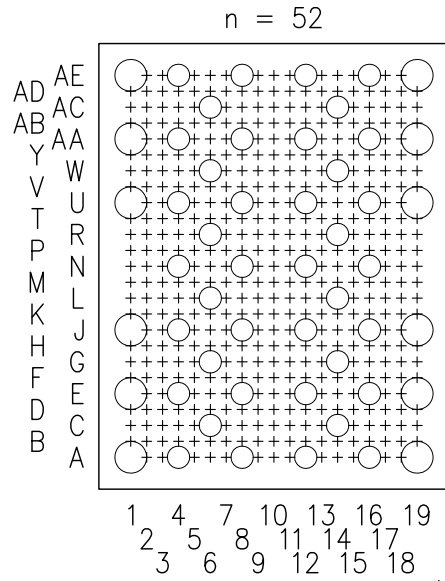 n = 52
AE
AD
AC
AB
AA
Y
W
V
U
T
R
P
N
M
L
K
J
H
G
F
E
D
C
B
A
1 4 7 10 13 16 19
2 5 8 11 14 17
3 6 9 12 15 18